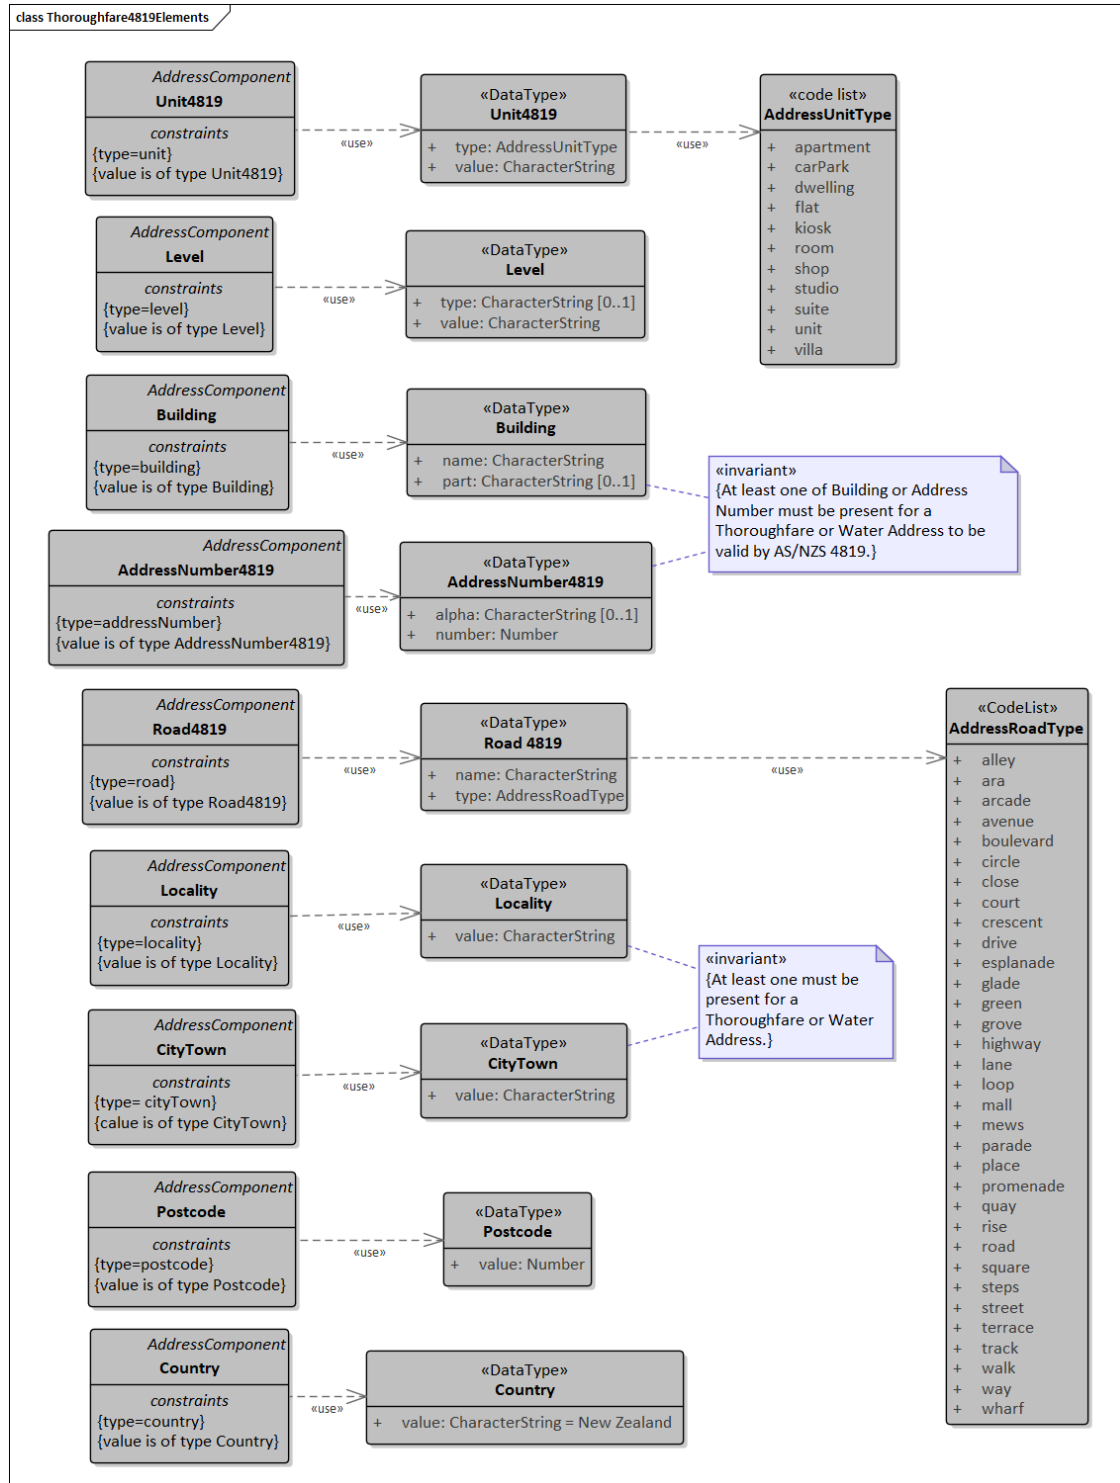 class Thoroughfare4819Elements
AddressComponent
Unit4819
constraints
{type=unit}
{value is of type Unit4819}
«use»
«DataType»
Unit4819
+ type: AddressUnitType
+ value: CharacterString
«use»
«code list»
AddressUnitType
+ apartment
+ carPark
+ dwelling
+ flat
+ kiosk
+ room
+ shop
+ studio
+ suite
+ unit
+ villa
AddressComponent
Level
constraints
{type=level}
{value is of type Level}
«use»
«DataType»
Level
+ type: CharacterString [0..1]
+ value: CharacterString
AddressComponent
Building
constraints
{type=building}
{value is of type Building}
«use»
«DataType»
Building
+ name: CharacterString
+ part: CharacterString [0..1]
«invariant»
{At least one of Building or Address
Number must be present for a
Thoroughfare or Water Address to be
valid by AS/NZS 4819.}
AddressComponent
AddressNumber4819
constraints
{type=addressNumber}
{value is of type AddressNumber4819}
«use»
«DataType»
AddressNumber4819
+ alpha: CharacterString [0..1]
+ number: Number
AddressComponent
Road4819
constraints
{type=road}
{value is of type Road4819}
«use»
«DataType»
Road 4819
+ name: CharacterString
+ type: AddressRoadType
«use»
«CodeList»
AddressRoadType
+ alley
+ ara
+ arcade
+ avenue
+ boulevard
+ circle
+ close
+ court
+ crescent
+ drive
+ esplanade
+ glade
+ green
+ grove
+ highway
+ lane
+ loop
+ mall
+ mews
+ parade
+ place
+ promenade
+ quay
+ rise
+ road
+ square
+ steps
+ street
+ terrace
+ track
+ walk
+ way
+ wharf
AddressComponent
Locality
constraints
{type=locality}
{value is of type Locality}
«use»
«DataType»
Locality
+ value: CharacterString
«invariant»
{At least one must be
present for a
Thoroughfare or Water
Address.}
AddressComponent
CityTown
constraints
{type= cityTown}
{calue is of type CityTown}
«use»
«DataType»
CityTown
+ value: CharacterString
AddressComponent
Postcode
constraints
{type=postcode}
{value is of type Postcode}
«use»
«DataType»
Postcode
+ value: Number
AddressComponent
Country
constraints
{type=country}
{value is of type Country}
«use»
«DataType»
Country
+ value: CharacterString = New Zealand